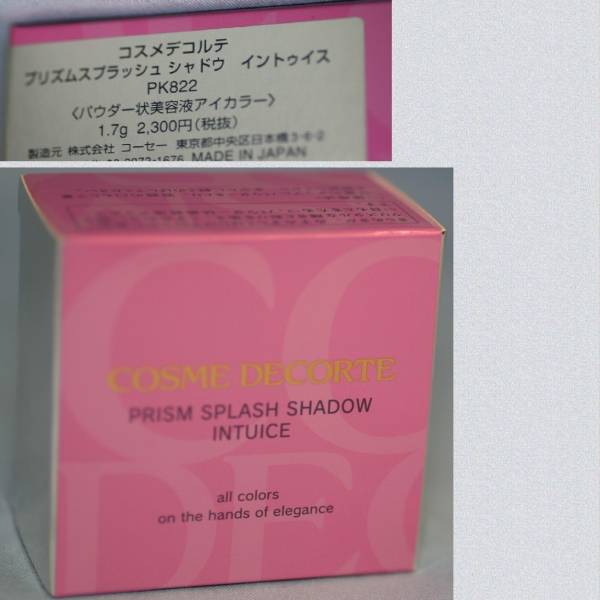 コスメデコルテ
プリズムスプラッシュ シャドウ イントゥイス
PK822
〈パウダー状美容液アイカラー〉
1.7g 2,300円(税抜)
製造元 株式会社 コーセー 東京都中央区日本橋3-6-2
MADE IN JAPAN
COSME DECORTE
PRISM SPLASH SHADOW
INTUICE
all colors
on the hands of elegance